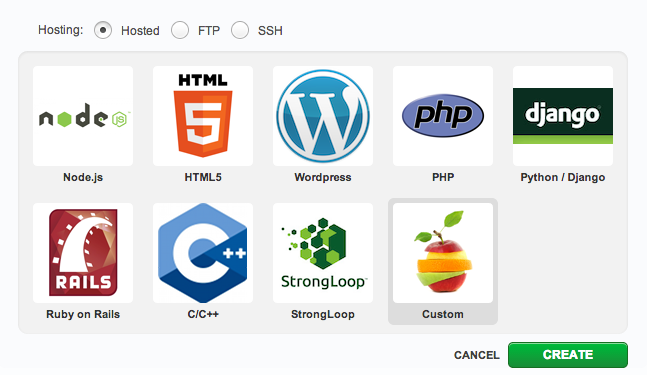 Hosting: Hosted FTP SSH
node JS HTML 5 W php django
Node.js HTML5 Wordpress PHP Python / Django
RAILS C++ StrongLoop
Ruby on Rails C/C++ StrongLoop Custom
CANCEL CREATE